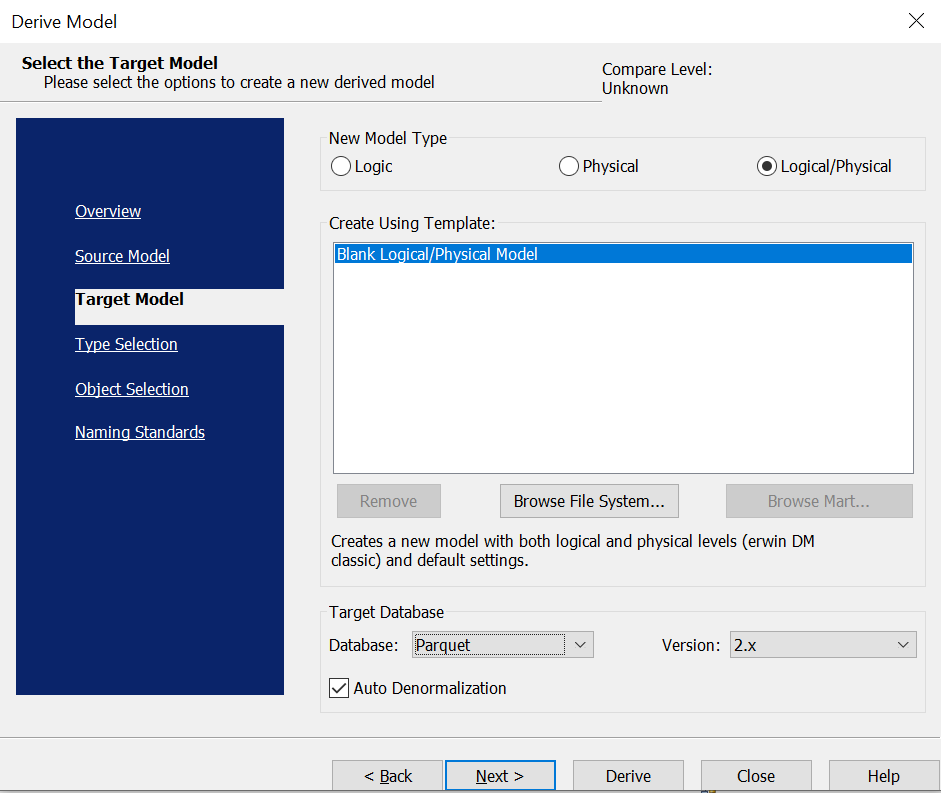 Derive Model
Select the Target Model
Please select the options to create a new derived model
Compare Level:
Unknown
Overview
Source Model
Target Model
Type Selection
Object Selection
Naming Standards
New Model Type
Logic
Physical
Logical/Physical
Create Using Template:
Blank Logical/Physical Model
Remove
Browse File System...
Browse Mart...
Creates a new model with both logical and physical levels (erwin DM
classic) and default settings.
Target Database
Database:
Parquet
Version:
2.x
Auto Denormalization
< Back
Next >
Derive
Close
Help